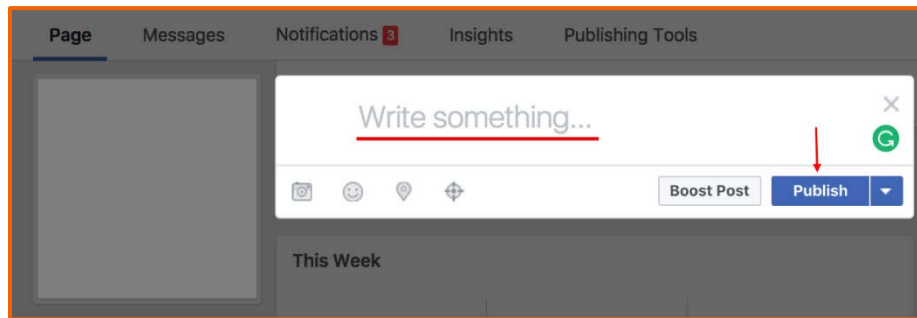 Page Messages Notifications 3 Insights Publishing Tools
Write something...
G
Boost Post Publish
This Week